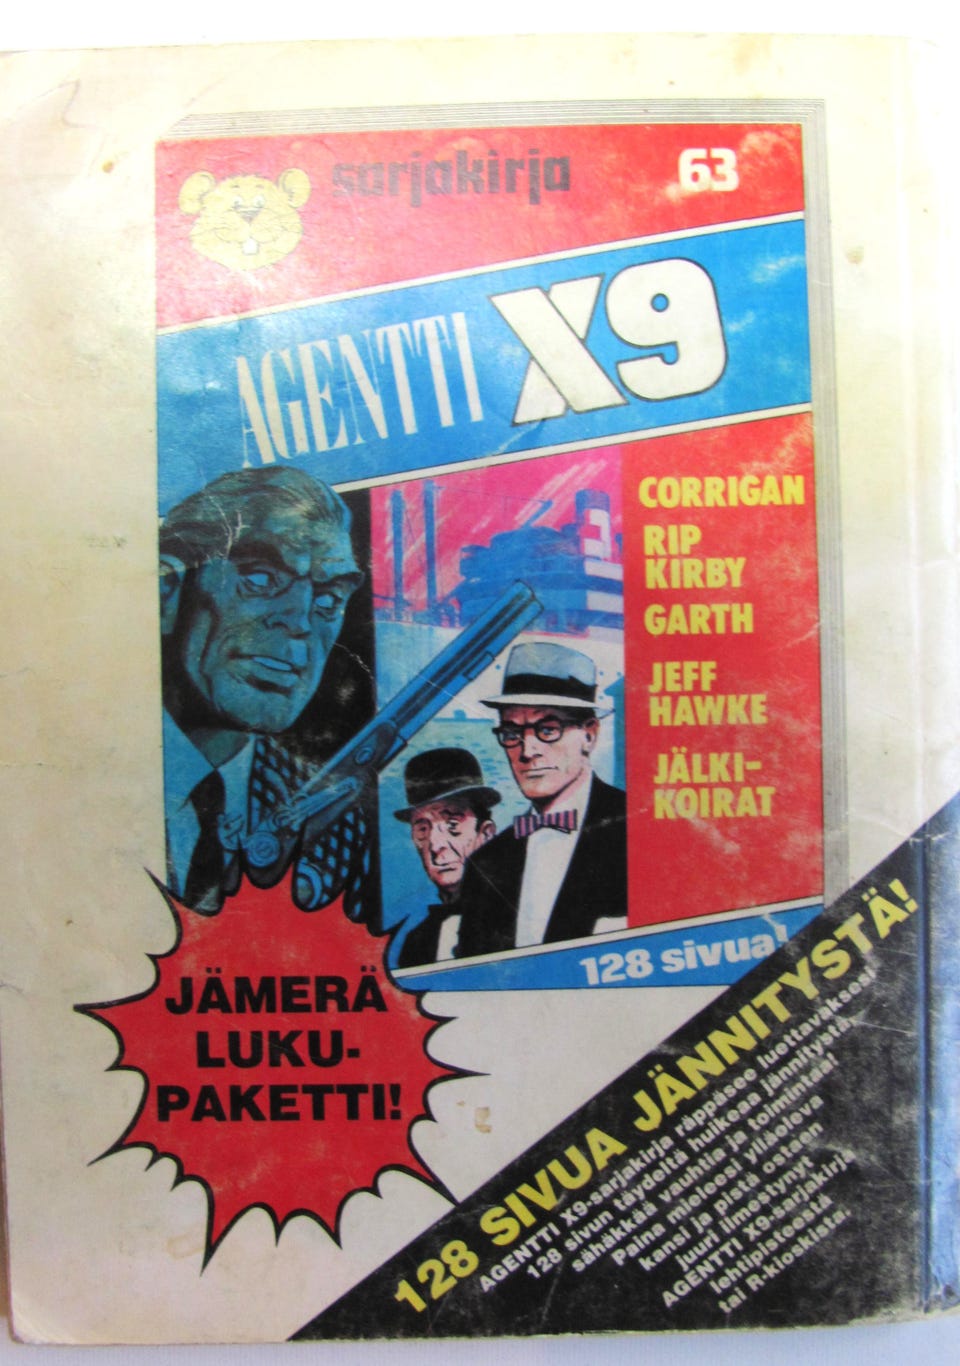 sarjakirja
63
AGENTTI X9
CORRIGAN
RIP
KIRBY
GARTH
JEFF
HAWKE
JÄLKI-
KOIRAT
128 sivua!
JÄMERÄ
LUKU-
PAKETTI!
128 SIVUA JÄNNITYSTÄ!
AGENTTI X9-sarjakirja räppäsee luettavaksesi
128 sivun täydeltä huikeaa jännitystä,
sähäkkää vauhtia ja toimintaa!
Paina mieleesi ylläoleva
kansi ja pistä ostaen
juuri ilmestynyt
AGENTTI X9-sarjakirja
lehtipisteestä
tai R-kioskista.